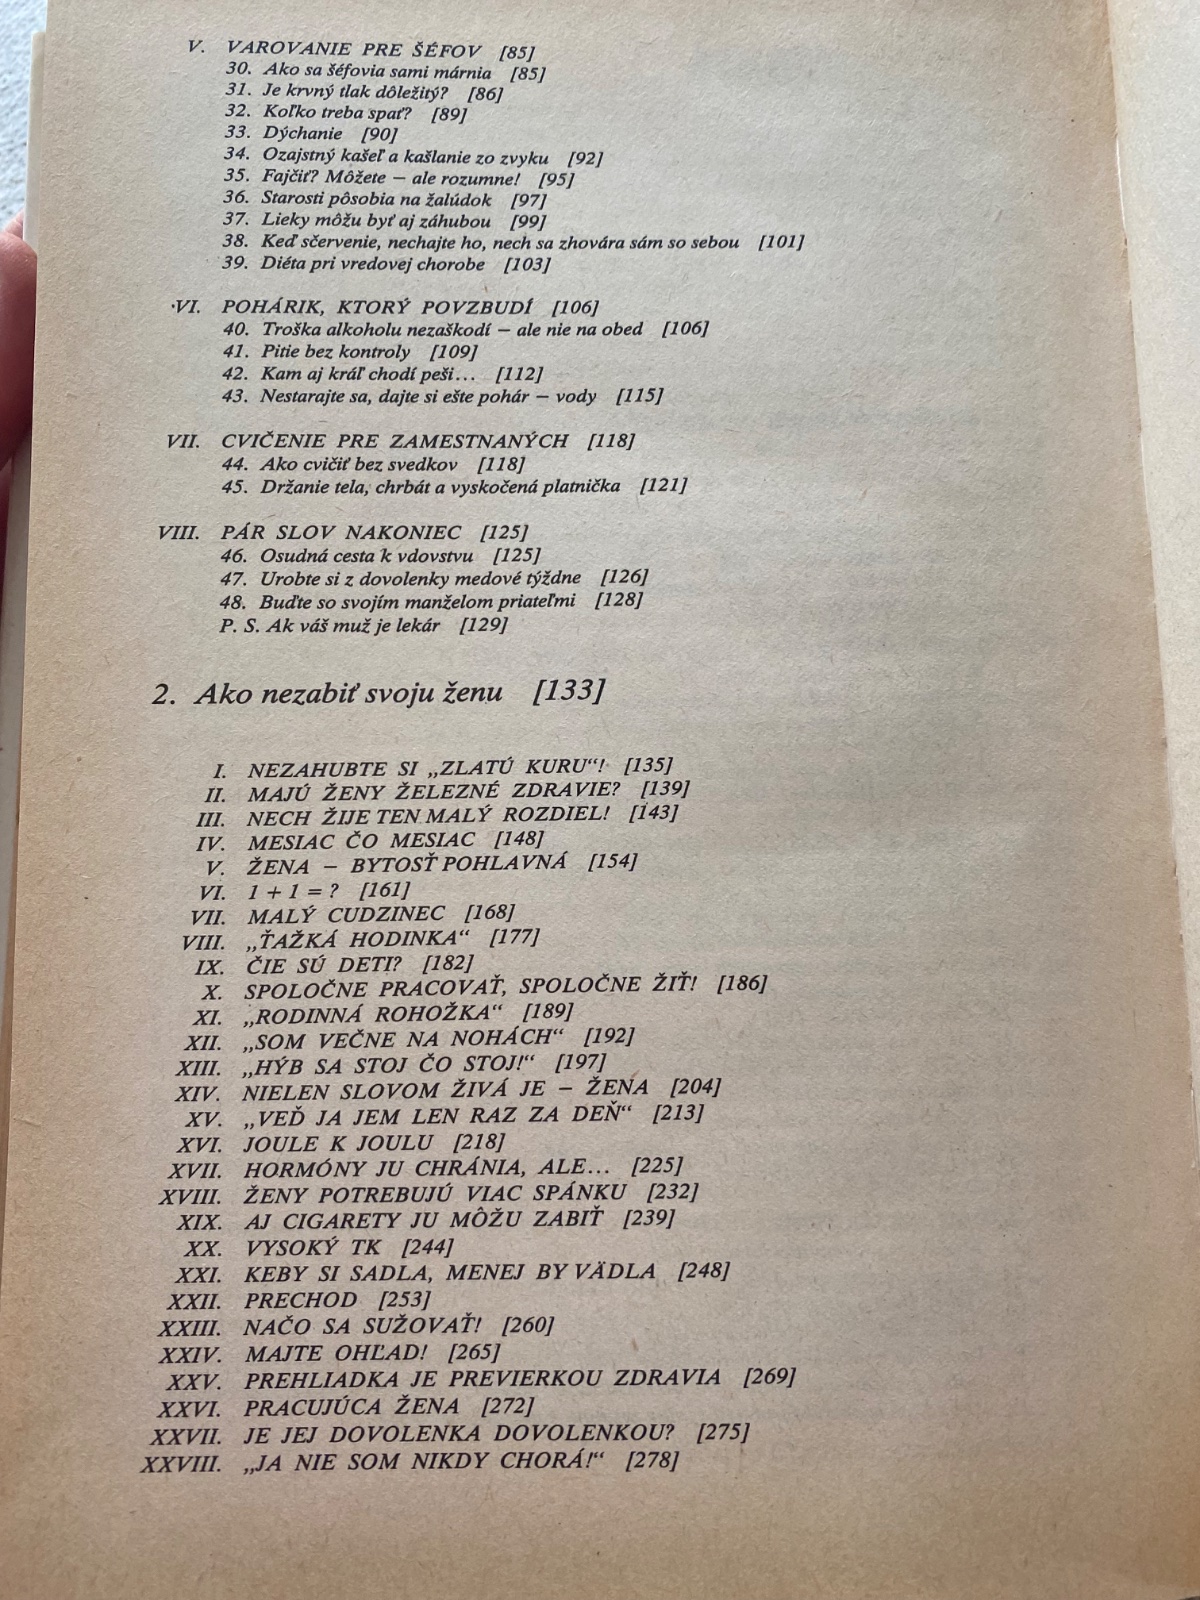 V. VAROVANIE PRE ŠÉFOV [85]
30. Ako sa šéfovia sami márnia [85]
31. Je krvný tlak dôležitý? [86]
32. Koľko treba spať? [89]
33. Dýchanie [90]
34. Ozajstný kašeľ a kašlanie zo zvyku [92]
35. Fajčiť? Môžete – ale rozumne! [95]
36. Starosti pôsobia na žalúdok [97]
37. Lieky môžu byť aj záhubou [99]
38. Keď sčervenie, nechajte ho, nech sa zhovára sám so sebou [101]
39. Diéta pri vredovej chorobe [103]
VI. POHÁRIK, KTORÝ POVZBUDÍ [106]
40. Troška alkoholu nezaškodí – ale nie na obed [106]
41. Pitie bez kontroly [109]
42. Kam aj kráľ chodí peši... [112]
43. Nestarajte sa, dajte si ešte pohár – vody [115]
VII. CVIČENIE PRE ZAMESTNANÝCH [118]
44. Ako cvičiť bez svedkov [118]
45. Držanie tela, chrbát a vyskočená platnička [121]
VIII. PÁR SLOV NAKONIEC [125]
46. Osudná cesta k vdovstvu [125]
47. Urobte si z dovolenky medové týždne [126]
48. Buďte so svojím manželom priateľmi [128]
P. S. Ak váš muž je lekár [129]
2. Ako nezabiť svoju ženu [133]
I. NEZAHUBTE SI „ZLATÚ KURU“! [135]
II. MAJÚ ŽENY ŽELEZNÉ ZDRAVIE? [139]
III. NECH ŽIJE TEN MALÝ ROZDIEL! [143]
IV. MESIAC ČO MESIAC [148]
V. ŽENA – BYTOSŤ POHLAVNÁ [154]
VI. 1 + 1 = ? [161]
VII. MALÝ CUDZINEC [168]
VIII. „ŤAŽKÁ HODINKA“ [177]
IX. ČIE SÚ DETI? [182]
X. SPOLOČNE PRACOVAŤ, SPOLOČNE ŽIŤ! [186]
XI. „RODINNÁ ROHOŽKA“ [189]
XII. „SOM VEČNE NA NOHÁCH“ [192]
XIII. „HÝB SA STOJ ČO STOJ!“ [197]
XIV. NIELEN SLOVOM ŽIVÁ JE – ŽENA [204]
XV. „VEĎ JA JEM LEN RAZ ZA DEŇ“ [213]
XVI. JOULE K JOULU [218]
XVII. HORMÓNY JU CHRÁNIA, ALE... [225]
XVIII. ŽENY POTREBUJÚ VIAC SPÁNKU [232]
XIX. AJ CIGARETY JU MÔŽU ZABIŤ [239]
XX. VYSOKÝ TK [244]
XXI. KEBY SI SADLA, MENEJ BY VÄDLA [248]
XXII. PRECHOD [253]
XXIII. NAČO SA SUŽOVAŤ! [260]
XXIV. MAJTE OHĽAD! [265]
XXV. PREHLIADKA JE PREVIERKOU ZDRAVIA [269]
XXVI. PRACUJÚCA ŽENA [272]
XXVII. JE JEJ DOVOLENKA DOVOLENKOU? [275]
XXVIII. „JA NIE SOM NIKDY CHORÁ!“ [278]